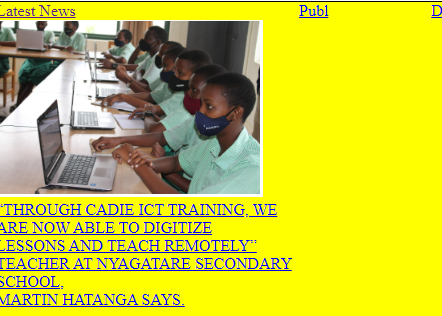 Latest News
Publ
D
"THROUGH CADIE ICT TRAINING, WE
ARE NOW ABLE TO DIGITIZE
LESSONS AND TEACH REMOTELY”
TEACHER AT NYAGATARE SECONDARY
SCHOOL,
MARTIN HATANGA SAYS.